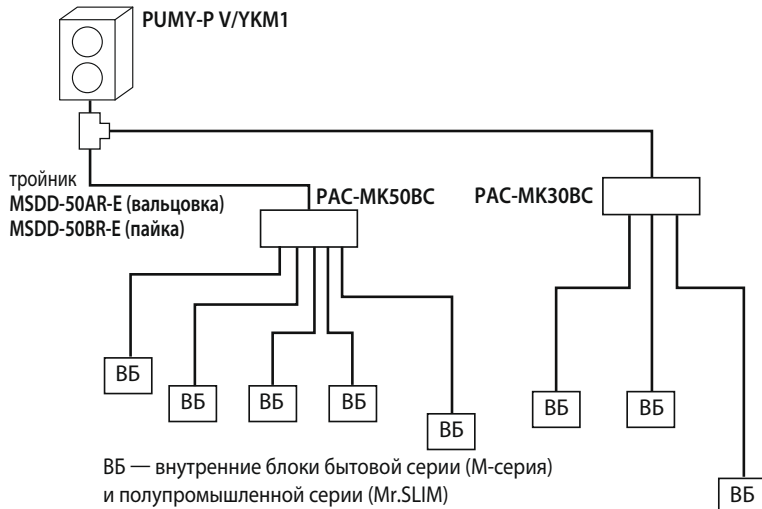 PUMY-P V/YKM1
тройник
MSDD-50AR-E (вальцовка)
MSDD-50BR-E (пайка)
PAC-MK50BC
PAC-MK30BC
ВБ
ВБ
ВБ
ВБ
ВБ
ВБ
ВБ
ВБ
ВБ — внутренние блоки бытовой серии (М-серия)
и полупромышленной серии (Mr.SLIM)